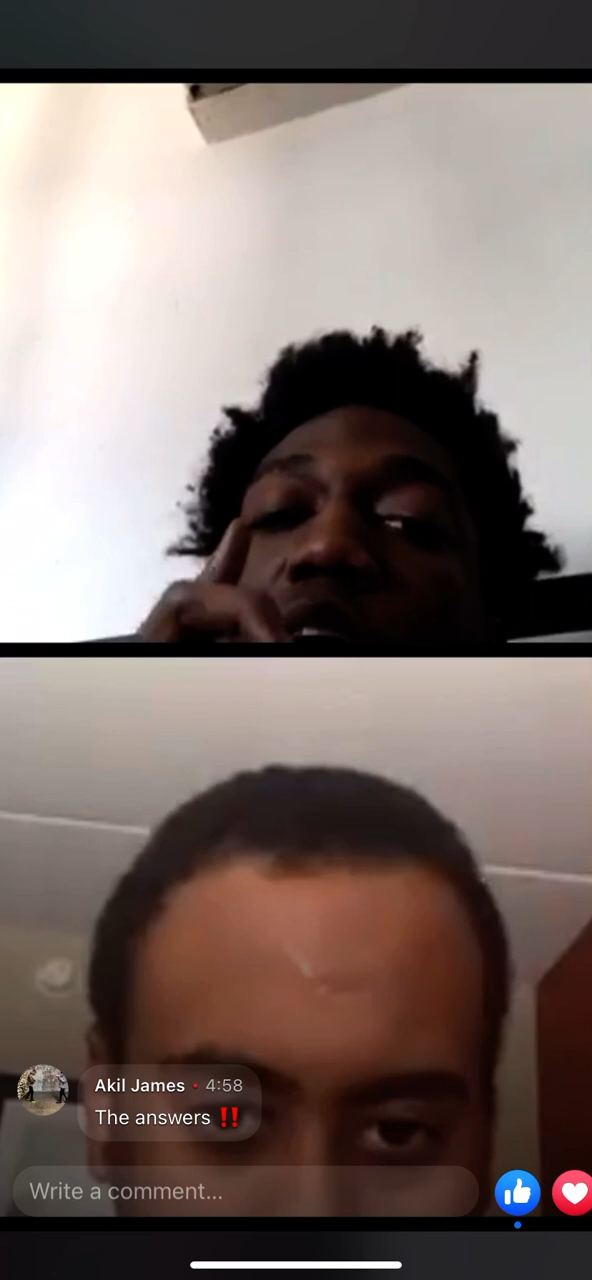 Akil James • 4:58
The answers ‼️
Write a comment...